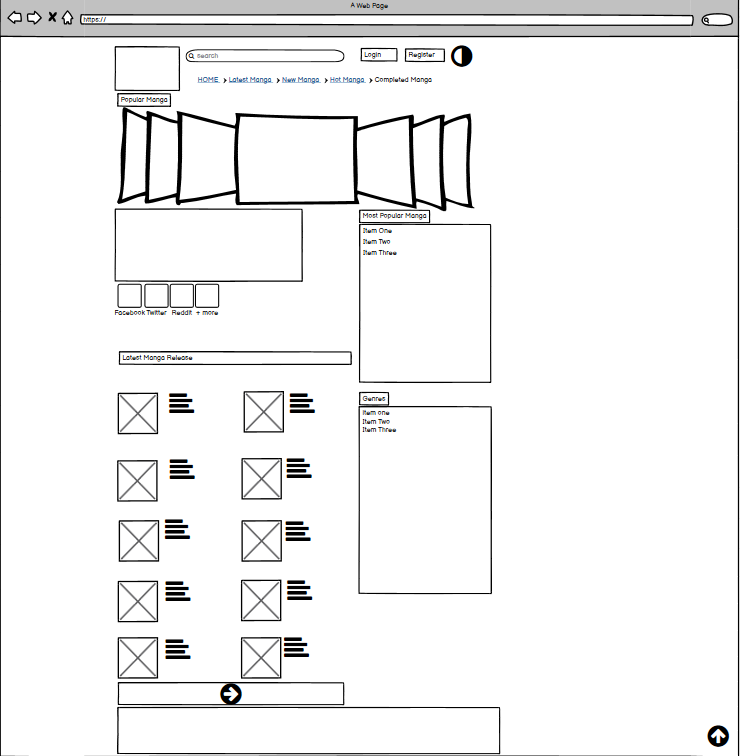 A Web Page
https://
search
Login
Register
HOME > Latest Manga > New Manga > Hot Manga > Completed Manga
Popular Manga
Most Popular Manga
Item One
Item Two
Item Three
Facebook Twitter Reddit + more
Latest Manga Release
Genres
Item one
Item Two
Item Three